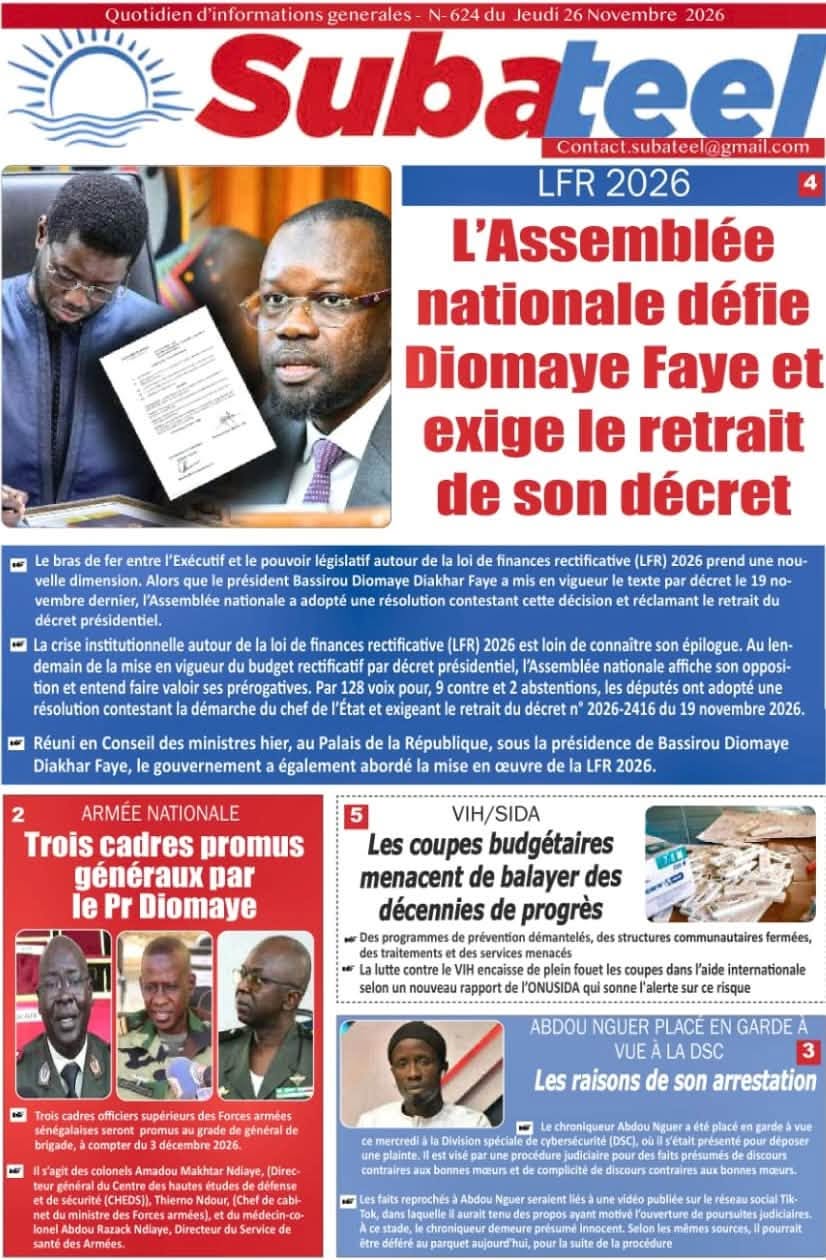 Quotidien d'informations generales - N- 624 du Jeudi 26 Novembre 2026
Subateel
Contact.subateel@gmail.com
LFR 2026
4
L'Assemblée
nationale défie
Diomaye Faye et
exige le retrait
de son décret
Le bras de fer entre l'Exécutif et le pouvoir législatif autour de la loi de finances rectificative (LFR) 2026 prend une nou-
velle dimension. Alors que le président Bassirou Diomaye Diakhar Faye a mis en vigueur le texte par décret le 19 no-
vembre dernier, l'Assemblée nationale a adopté une résolution contestant cette décision et réclamant le retrait du
décret présidentiel.
La crise institutionnelle autour de la loi de finances rectificative (LFR) 2026 est loin de connaître son épilogue. Au len-
demain de la mise en vigueur du budget rectificatif par décret présidentiel, l'Assemblée nationale affiche son opposi-
tion et entend faire valoir ses prérogatives. Par 128 voix pour, 9 contre et 2 abstentions, les députés ont adopté une
résolution contestant la démarche du chef de l'État et exigeant le retrait du décret n° 2026-2416 du 19 novembre 2026.
Réuni en Conseil des ministres hier, au Palais de la République, sous la présidence de Bassirou Diomaye
Diakhar Faye, le gouvernement a également abordé la mise en œuvre de la LFR 2026.
2
ARMÉE NATIONALE
Trois cadres promus
généraux par
le Pr Diomaye
Trois cadres officiers supérieurs des Forces armées
sénégalaises seront promus au grade de général de
brigade, à compter du 3 décembre 2026.
Il s'agit des colonels Amadou Makhtar Ndiaye, (Direc-
teur général du Centre des hautes études de défense
et de sécurité (CHEDS)), Thierno Ndour, (Chef de cabi-
net du ministre des Forces armées), et du médecin-co-
lonel Abdou Razack Ndiaye, Directeur du Service de
santé des Armées.
5
VIH/SIDA
Les coupes budgétaires
menacent de balayer des
décennies de progrès
Des programmes de prévention démantelés, des structures communautaires fermées,
des traitements et des services menacés
La lutte contre le VIH encaisse de plein fouet les coupes dans l'aide internationale
selon un nouveau rapport de l'ONUSIDA qui sonne l'alerte sur ce risque
ABDOU NGUER PLACÉ EN GARDE À
VUE À LA DSC
3
Les raisons de son arrestation
Le chroniqueur Abdou Nguer a été placé en garde à vue
ce mercredi à la Division spéciale de cybersécurité (DSC), où il s'était présenté pour déposer
une plainte. Il est visé par une procédure judiciaire pour des faits présumés de discours
contraires aux bonnes mœurs et de complicité de discours contraires aux bonnes mœurs.
Les faits reprochés à Abdou Nguer seraient liés à une vidéo publiée sur le réseau social Tik-
Tok, dans laquelle il aurait tenu des propos ayant motivé l'ouverture de poursuites judiciaires.
À ce stade, le chroniqueur demeure présumé innocent. Selon les mêmes sources, il pourrait
être déféré au parquet aujourd'hui, pour la suite de la procédure